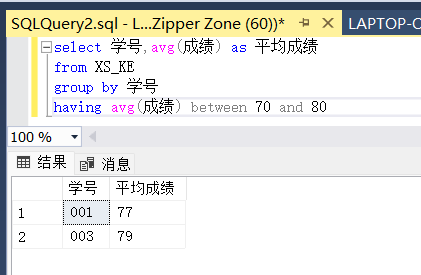 SQLQuery2.sql - L...Zipper Zone (60))*
LAPTOP-C
select 学号,avg(成绩) as 平均成绩
from XS_KE
group by 学号
having avg(成绩) between 70 and 80
100 %
结果 消息
学号 平均成绩
1 001 77
2 003 79